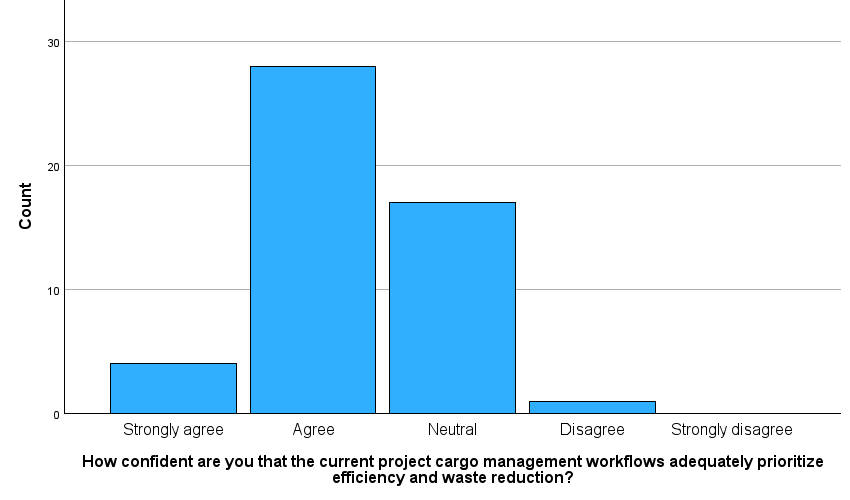 30
20
10
0
Count
Strongly agree
Agree
Neutral
Disagree
Strongly disagree
How confident are you that the current project cargo management workflows adequately prioritize
efficiency and waste reduction?